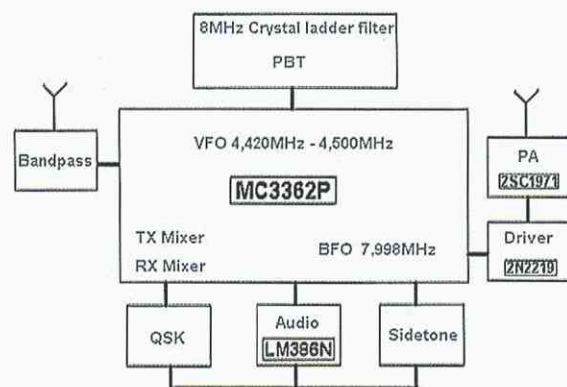 8MHz Crystal ladder filter
PBT
Bandpass
VFO 4,420MHz - 4,500MHz
MC3362P
TX Mixer
RX Mixer
BFO 7,998MHz
PA
2SC1971
Driver
2N2219
QSK
Audio
LM386N
Sidetone